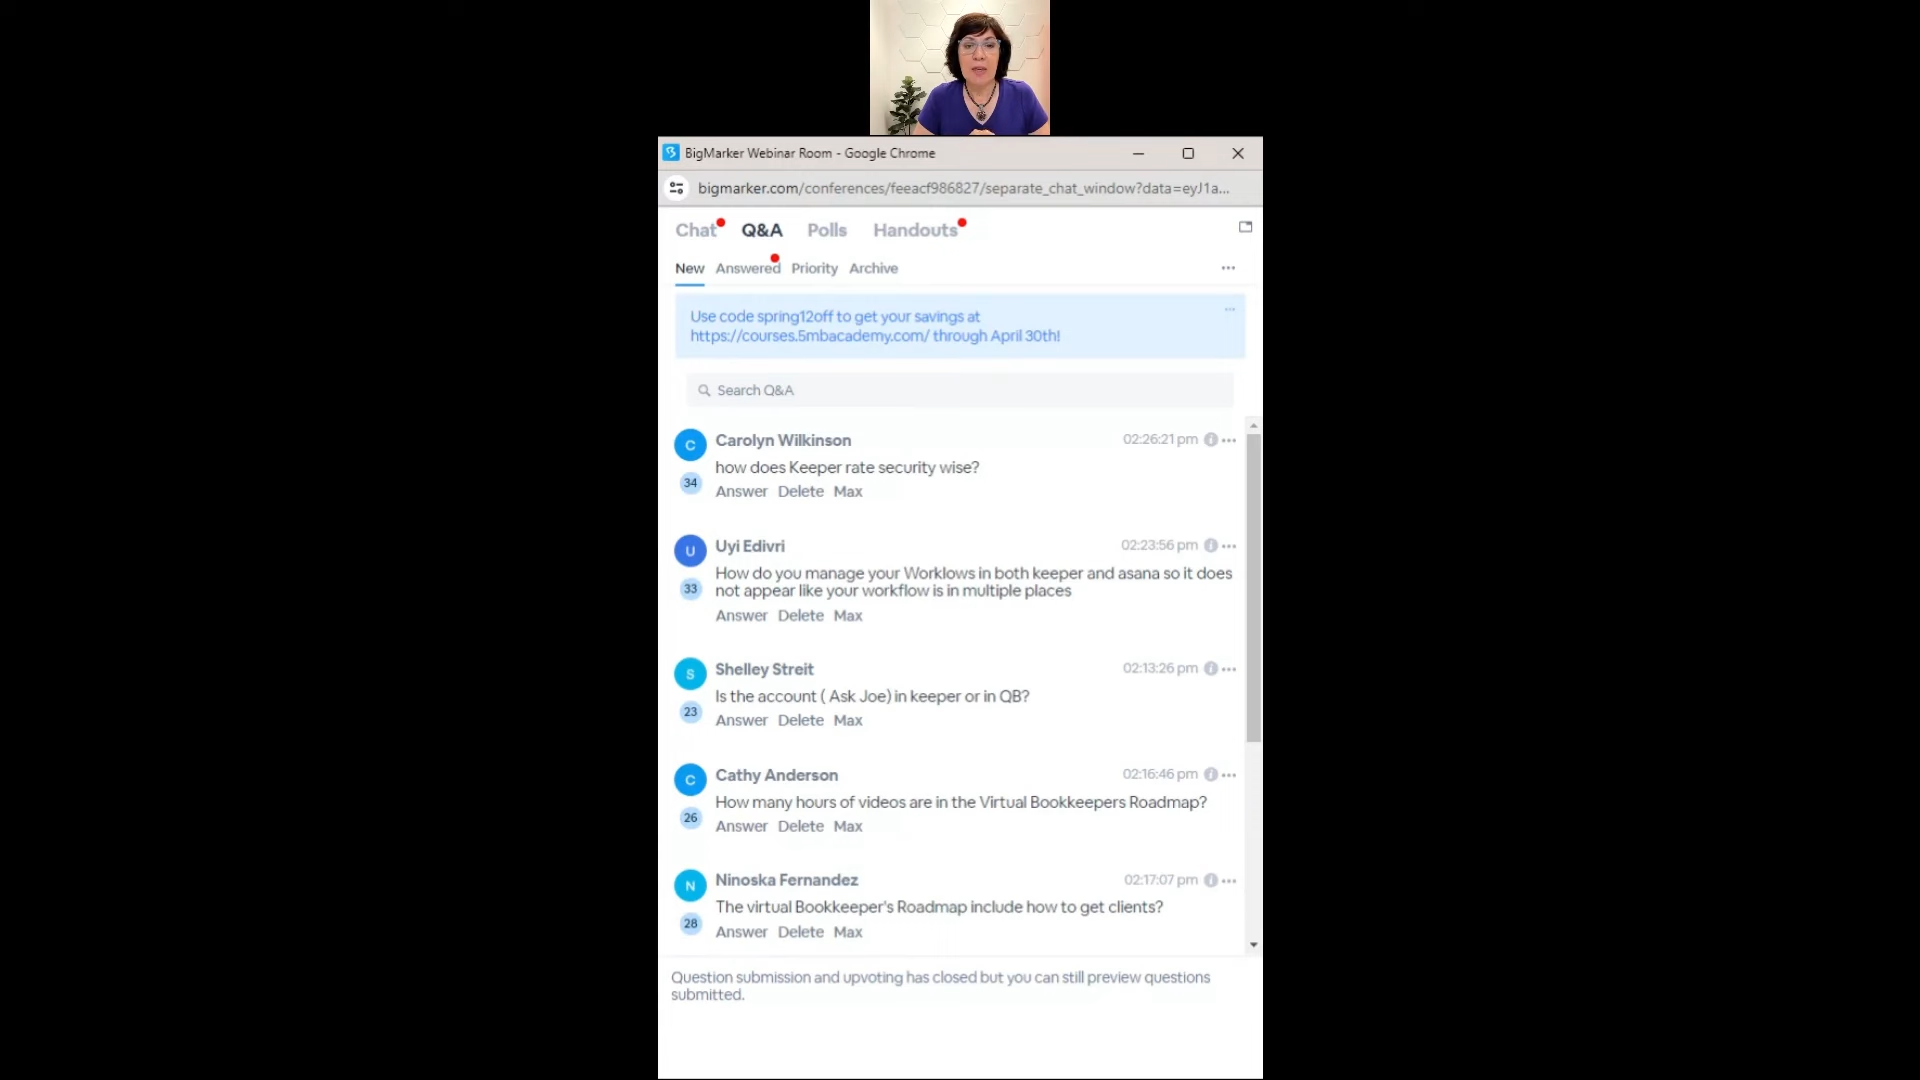 BigMarker Webinar Room - Google Chrome
bigmarker.com/conferences/feeacf986827/separate_chat_window?data=eyJ1a...
Chat Q&A Polls Handouts
New Answered Priority Archive
Use code spring12off to get your savings at
https://courses.5mbacademy.com/ through April 30th!
Search Q&A
C Carolyn Wilkinson 02:26:21 pm
34 how does Keeper rate security wise?
Answer Delete Max
U Uyi Edivri 02:23:56 pm
How do you manage your Worklows in both keeper and asana so it does
33 not appear like your workflow is in multiple places
Answer Delete Max
S Shelley Streit 02:13:26 pm
Is the account ( Ask Joe) in keeper or in QB?
23 Answer Delete Max
C Cathy Anderson 02:16:46 pm
How many hours of videos are in the Virtual Bookkeepers Roadmap?
26 Answer Delete Max
N Ninoska Fernandez 02:17:07 pm
The virtual Bookkeeper's Roadmap include how to get clients?
28 Answer Delete Max
Question submission and upvoting has closed but you can still preview questions
submitted.